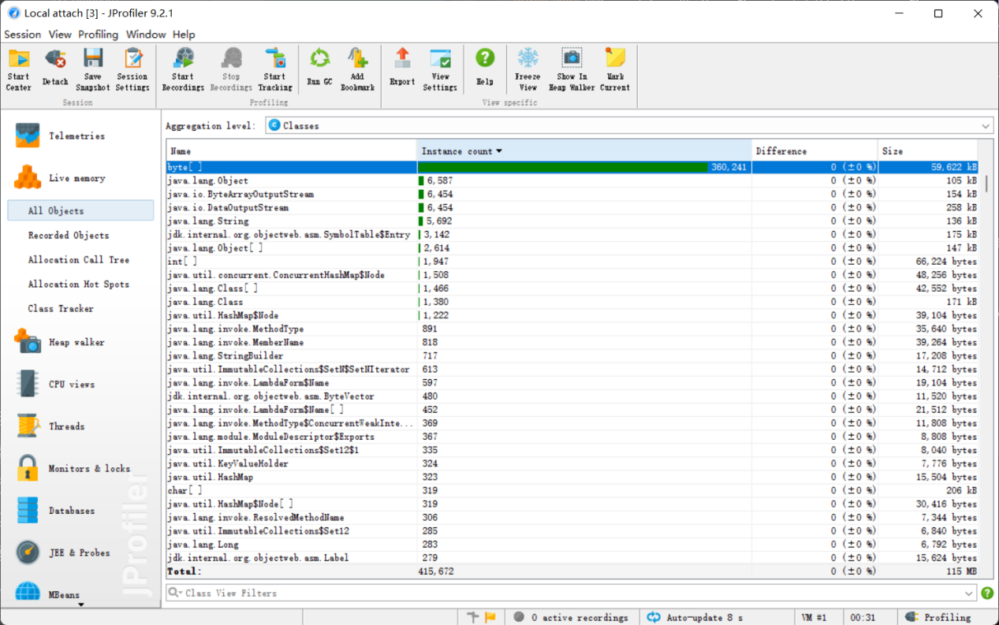 Local attach [3] - JProfiler 9.2.1
Session View Profiling Window Help
Start Center Detach Save Snapshot Session Settings Start Recordings Stop Recordings Start Tracking Run GC Add Bookmark Export View Settings Help Freeze View Show In Heap Walker Mark Current
Session Profiling View specific
Telemetries
Live memory
All Objects
Recorded Objects
Allocation Call Tree
Allocation Hot Spots
Class Tracker
Heap walker
CPU views
Threads
Monitors & locks
Databases
JEE & Probes
MBeans
JProfiler
Aggregation level: Classes
Name Instance count Difference Size
byte[ ] 360,241 0 (±0 %) 59,622 kB
java.lang.Object 6,587 0 (±0 %) 105 kB
java.io.ByteArrayOutputStream 6,454 0 (±0 %) 154 kB
java.io.DataOutputStream 6,454 0 (±0 %) 258 kB
java.lang.String 5,692 0 (±0 %) 136 kB
jdk.internal.org.objectweb.asm.SymbolTable$Entry 3,142 0 (±0 %) 175 kB
java.lang.Object[ ] 2,614 0 (±0 %) 147 kB
int[ ] 1,947 0 (±0 %) 66,224 bytes
java.util.concurrent.ConcurrentHashMap$Node 1,508 0 (±0 %) 48,256 bytes
java.lang.Class[ ] 1,466 0 (±0 %) 42,552 bytes
java.lang.Class 1,380 0 (±0 %) 171 kB
java.util.HashMap$Node 1,222 0 (±0 %) 39,104 bytes
java.lang.invoke.MethodType 891 0 (±0 %) 35,640 bytes
java.lang.invoke.MemberName 818 0 (±0 %) 39,264 bytes
java.lang.StringBuilder 717 0 (±0 %) 17,208 bytes
java.util.ImmutableCollections$SetN$SetNIterator 613 0 (±0 %) 14,712 bytes
java.lang.invoke.LambdaForm$Name 597 0 (±0 %) 19,104 bytes
jdk.internal.org.objectweb.asm.ByteVector 480 0 (±0 %) 11,520 bytes
java.lang.invoke.LambdaForm$Name[ ] 452 0 (±0 %) 21,512 bytes
java.lang.invoke.MethodType$ConcurrentWeakInte... 369 0 (±0 %) 11,808 bytes
java.lang.module.ModuleDescriptor$Exports 367 0 (±0 %) 8,808 bytes
java.util.ImmutableCollections$Set12$1 335 0 (±0 %) 8,040 bytes
java.util.KeyValueHolder 324 0 (±0 %) 7,776 bytes
java.util.HashMap 323 0 (±0 %) 15,504 bytes
char[ ] 319 0 (±0 %) 206 kB
java.util.HashMap$Node[ ] 319 0 (±0 %) 30,416 bytes
java.lang.invoke.ResolvedMethodName 306 0 (±0 %) 7,344 bytes
java.util.ImmutableCollections$Set12 285 0 (±0 %) 6,840 bytes
java.lang.Long 283 0 (±0 %) 6,792 bytes
jdk.internal.org.objectweb.asm.Label 279 0 (±0 %) 15,624 bytes
Total: 415,672 0 (±0 %) 115 MB
Class View Filters
0 active recordings Auto-update 8 s VM #1 00:31 Profiling